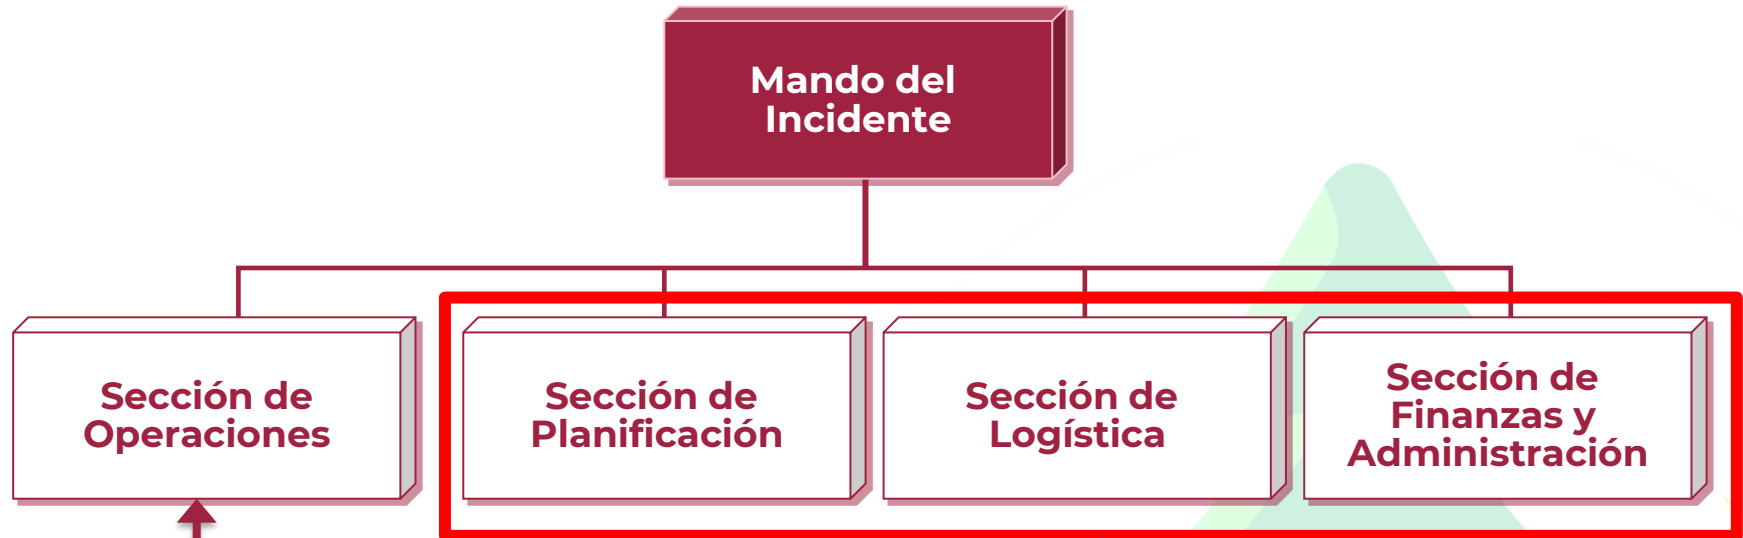 Mando del
Incidente
Sección de
Operaciones
Sección de
Planificación
Sección de
Logística
Sección de
Finanzas y
Administración